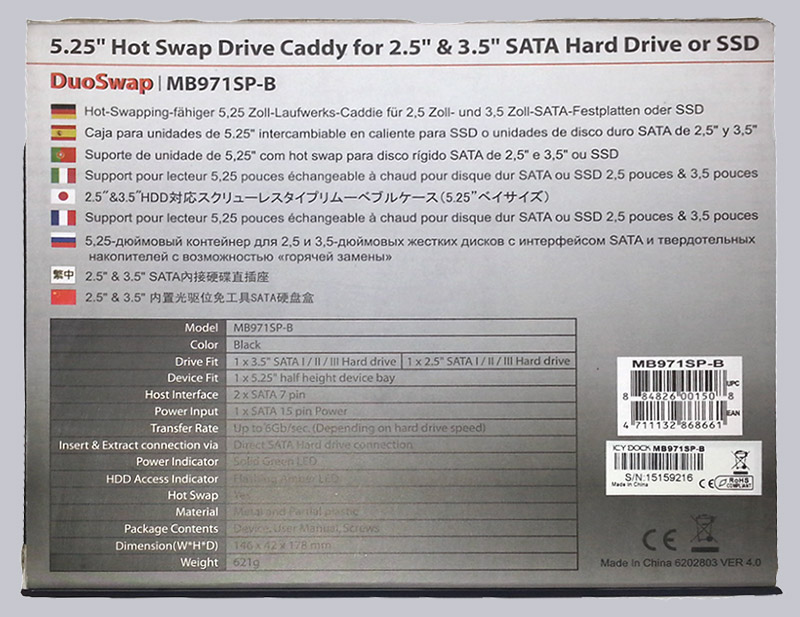 5.25" Hot Swap Drive Caddy for 2.5" & 3.5" SATA Hard Drive or SSD
DuoSwap | MB971SP-B
Hot-Swapping-fähiger 5,25 Zoll-Laufwerks-Caddie für 2,5 Zoll- und 3,5 Zoll-SATA-Festplatten oder SSD
Caja para unidades de 5.25" intercambiable en caliente para SSD o unidades de disco duro SATA de 2,5" y 3,5"
Suporte de unidade de 5,25" com hot swap para disco rígido SATA de 2,5" e 3,5" ou SSD
Support pour lecteur 5,25 pouces échangeable à chaud pour disque dur SATA ou SSD 2,5 pouces & 3,5 pouces
2.5"&3.5"HDD対応スクリューレスタイプリムーベブルケース(5.25"ベイサイズ)
Support pour lecteur 5,25 pouces échangeable à chaud pour disque dur SATA ou SSD 2,5 pouces & 3,5 pouces
5,25-дюймовый контейнер для 2,5 и 3,5-дюймовых жестких дисков с интерфейсом SATA и твердотельных
накопителей с возможностью «горячей замены»
繁中 2.5" & 3.5" SATA內接硬碟直插座
2.5" & 3.5" 内置光驱位免工具SATA硬盘盒
Model MB971SP-B
Color Black
Drive Fit 1 x 3.5" SATA I / II / III Hard drive 1 x 2.5" SATA I / II / III Hard drive
Device Fit 1 x 5.25" half height device bay
Host Interface 2 x SATA 7 pin
Power Input 1 x SATA 15 pin Power
Transfer Rate Up to 6Gb/sec. (Depending on hard drive speed)
Insert & Extract connection via Direct SATA Hard drive connection
Power Indicator Solid Green LED
HDD Access Indicator Flashing Amber LED
Hot Swap Yes
Material Metal and Partial plastic
Package Contents Device, User Manual, Screws
Dimension(W*H*D) 146 x 42 x 178 mm
Weight 621g
MB971SP-B
UPC
8 84826 00150 8
EAN
4 711132 868661
ICY DOCK MB971SP-B
S/N:15159216
Made in China
CE RoHS
COMPLIANT
CE
Made In China 6202803 VER 4.0